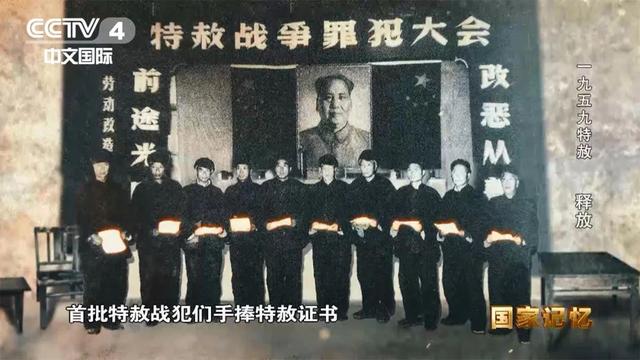 CCTV 4
中文国际
特赦战争罪犯大会
劳动改造
前途光
改恶从
一九五九特赦 释放
首批特赦战犯们手捧特赦证书
国家记忆